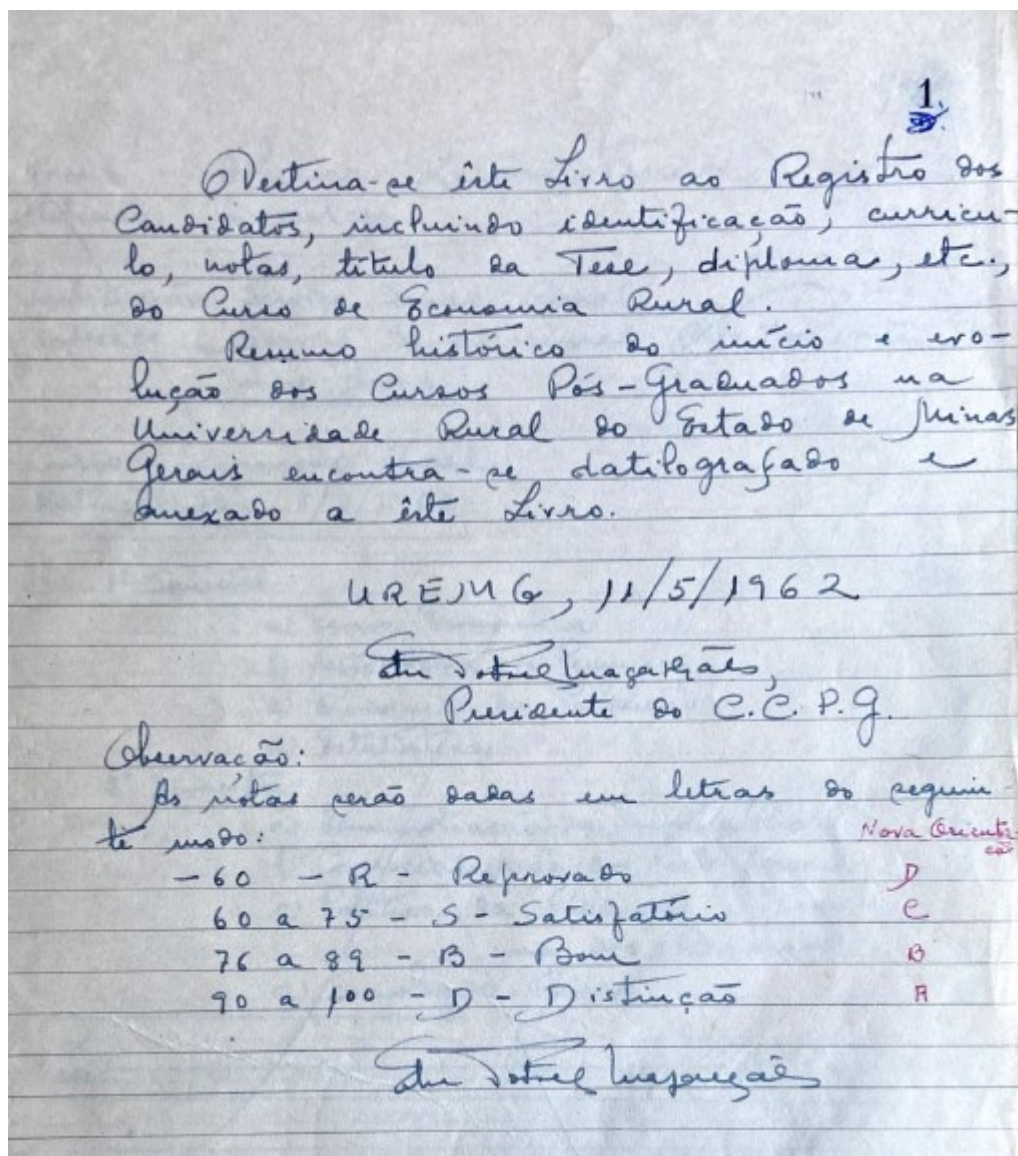 1
Destina-se êste Livro ao Registro dos
Candidatos, incluindo identificação, currícu-
lo, notas, título da Tese, diploma, etc.,
do Curso de Economia Rural.
Resumo histórico do início e evo-
lução dos Cursos Pós-Graduados na
Universidade Rural do Estado de Minas
Gerais encontra-se datilografado e
anexado a êste Livro.
UREMG, 11/5/1962
Magalhães,
Presidente do C.C.P.G.
Observação:
As notas serão dadas em letras do seguin-
te modo:
Nova Orienta-
ção
- 60 - R - Reprovado D
60 a 75 - S - Satisfatório C
76 a 89 - B - Bom B
90 a 100 - D - Distinção A
Magalhães